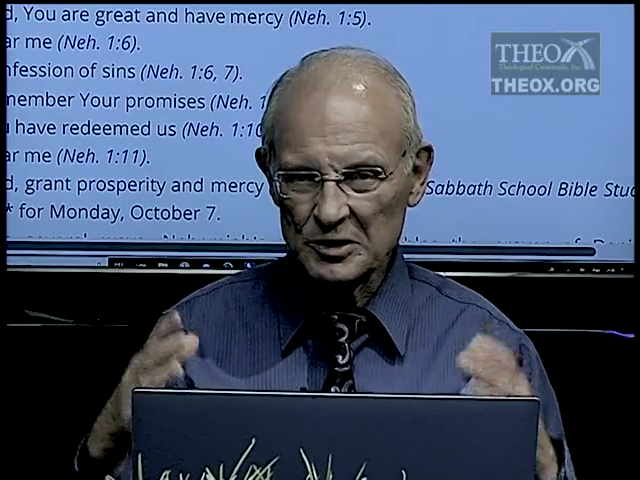 d, You are great and have mercy (Neh. 1:5).
ar me (Neh. 1:6).
nfession of sins (Neh. 1:6, 7).
member Your promises (Neh. 1
I have redeemed us (Neh. 1:10
ar me (Neh. 1:11).
d, grant prosperity and mercy Sabbath School Bible Stu
* for Monday, October 7.
THEOX
Theological Crossroads, Inc.
THEOX.ORG